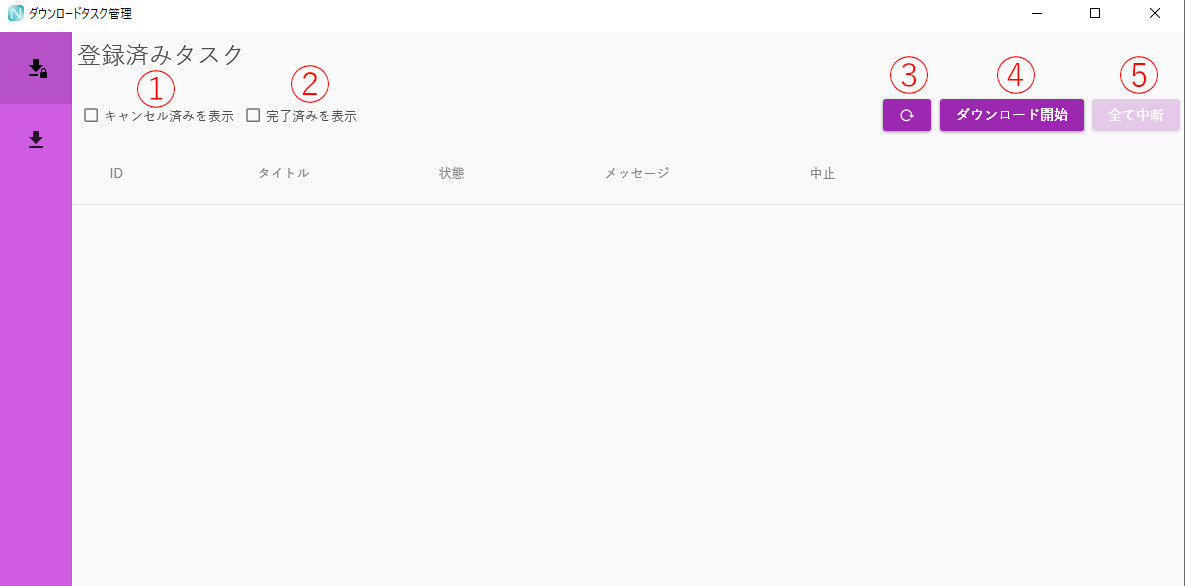 ダウンロードタスク管理
登録済みタスク
① ② ③ ④ ⑤
キャンセル済みを表示 完了済みを表示 ダウンロード開始 全て中断
ID タイトル 状態 メッセージ 中止